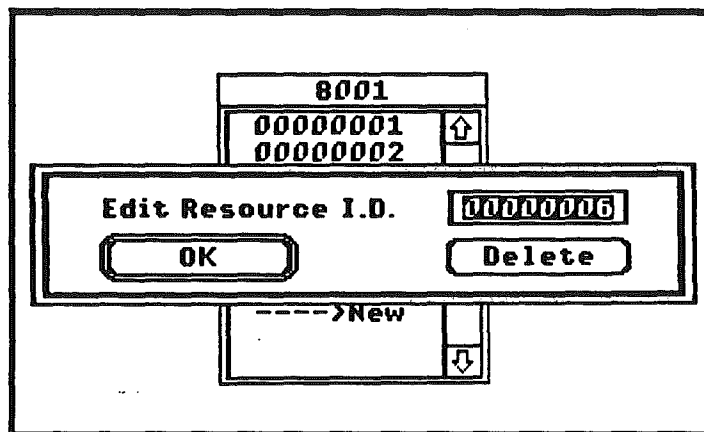 8001
00000001
00000002
Edit Resource I.D. 00000006
OK Delete
---->New